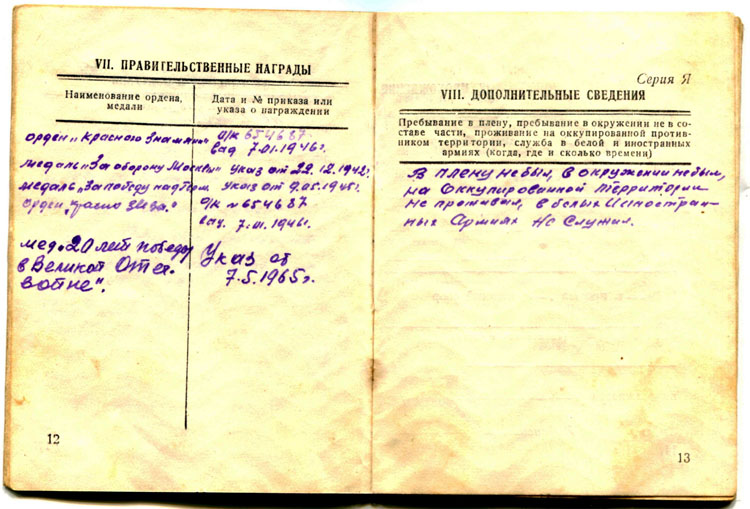 VII. ПРАВИТЕЛЬСТВЕННЫЕ НАГРАДЫ
Наименование ордена, медали
Дата и № приказа или указа о награждении
орден „Красного Знамени" о/к 654687
выд 7.01.1946г.
медаль „За оборону Москвы" Указ от 22.12.1942г.
медаль „За победу над Герм. Указ от 9.05.1945г.
орден „
о/к № 654687
выд. 7.01.1946г.
мед. „20 лет победы
в Великой Отеч.
войне".
Указ от
7.5.1965г.
12
Серия Я
VIII. ДОПОЛНИТЕЛЬНЫЕ СВЕДЕНИЯ
Пребывание в плену, пребывание в окружении не в со-
ставе части, проживание на оккупированной против-
ником территории, служба в белой и иностранных
армиях (когда, где и сколько времени)
В плену не был, в окружении не был,
на оккупированной территории
не проживал, в белых и иностран-
ных армиях не служил.
13